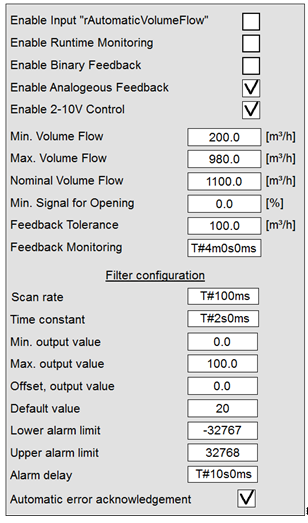 Enable Input "rAutomaticVolumeFlow"
Enable Runtime Monitoring
Enable Binary Feedback
Enable Analogeous Feedback
Enable 2-10V Control
Min. Volume Flow 200.0 [m³/h]
Max. Volume Flow 980.0 [m³/h]
Nominal Volume Flow 1100.0 [m³/h]
Min. Signal for Opening 0.0 [%]
Feedback Tolerance 100.0 [m³/h]
Feedback Monitoring T#4m0s0ms
Filter configuration
Scan rate T#100ms
Time constant T#2s0ms
Min. output value 0.0
Max. output value 100.0
Offset, output value 0.0
Default value 20
Lower alarm limit -32767
Upper alarm limit 32768
Alarm delay T#10s0ms
Automatic error acknowledgement